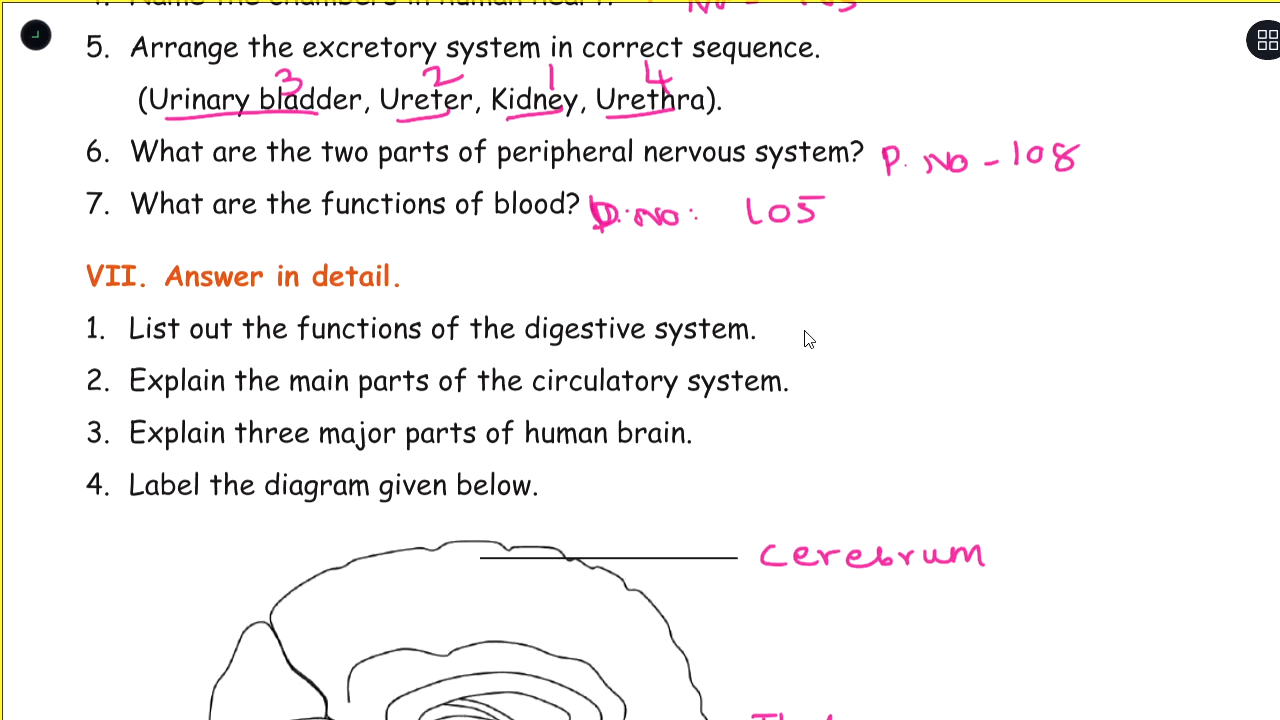 5. Arrange the excretory system in correct sequence.
3 2 1 4
(Urinary bladder, Ureter, Kidney, Urethra).
6. What are the two parts of peripheral nervous system? P. No - 108
7. What are the functions of blood? P. No: 105
VII. Answer in detail.
1. List out the functions of the digestive system.
2. Explain the main parts of the circulatory system.
3. Explain three major parts of human brain.
4. Label the diagram given below.
Cerebrum